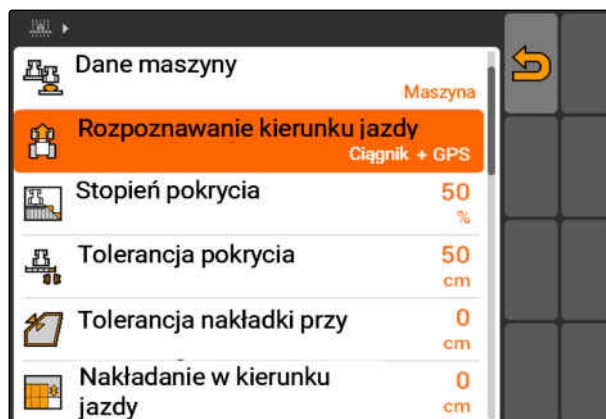 Dane maszyny
Maszyna
Rozpoznawanie kierunku jazdy
Ciągnik + GPS
Stopień pokrycia
50
%
Tolerancja pokrycia
50
cm
Tolerancja nakładki przy
0
cm
Nakładanie w kierunku
jazdy
0
cm